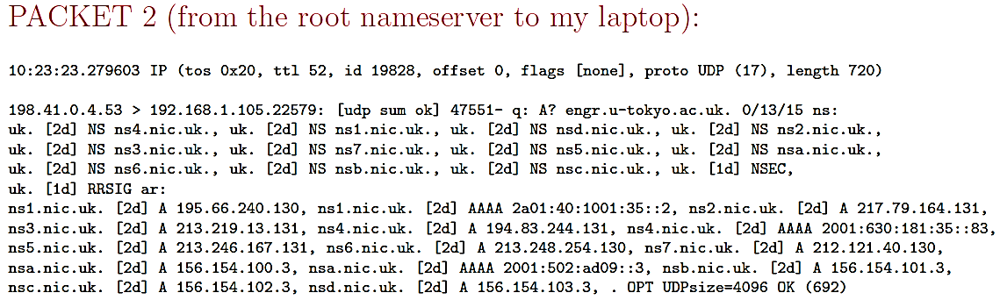 PACKET 2 (from the root nameserver to my laptop):
10:23:23.279603 IP (tos 0x20, ttl 52, id 19828, offset 0, flags [none], proto UDP (17), length 720)
198.41.0.4.53 > 192.168.1.105.22579: [udp sum ok] 47551- q: A? engr.u-tokyo.ac.uk. 0/13/15 ns:
uk. [2d] NS ns4.nic.uk., uk. [2d] NS ns1.nic.uk., uk. [2d] NS nsd.nic.uk., uk. [2d] NS ns2.nic.uk.,
uk. [2d] NS ns3.nic.uk., uk. [2d] NS ns7.nic.uk., uk. [2d] NS ns5.nic.uk., uk. [2d] NS nsa.nic.uk.,
uk. [2d] NS ns6.nic.uk., uk. [2d] NS nsb.nic.uk., uk. [2d] NS nsc.nic.uk., uk. [1d] NSEC,
uk. [1d] RRSIG ar:
ns1.nic.uk. [2d] A 195.66.240.130, ns1.nic.uk. [2d] AAAA 2a01:40:1001:35::2, ns2.nic.uk. [2d] A 217.79.164.131,
ns3.nic.uk. [2d] A 213.219.13.131, ns4.nic.uk. [2d] A 194.83.244.131, ns4.nic.uk. [2d] AAAA 2001:630:181:35::83,
ns5.nic.uk. [2d] A 213.246.167.131, ns6.nic.uk. [2d] A 213.248.254.130, ns7.nic.uk. [2d] A 212.121.40.130,
nsa.nic.uk. [2d] A 156.154.100.3, nsa.nic.uk. [2d] AAAA 2001:502:ad09::3, nsb.nic.uk. [2d] A 156.154.101.3,
nsc.nic.uk. [2d] A 156.154.102.3, nsd.nic.uk. [2d] A 156.154.103.3, . OPT UDPsize=4096 OK (692)